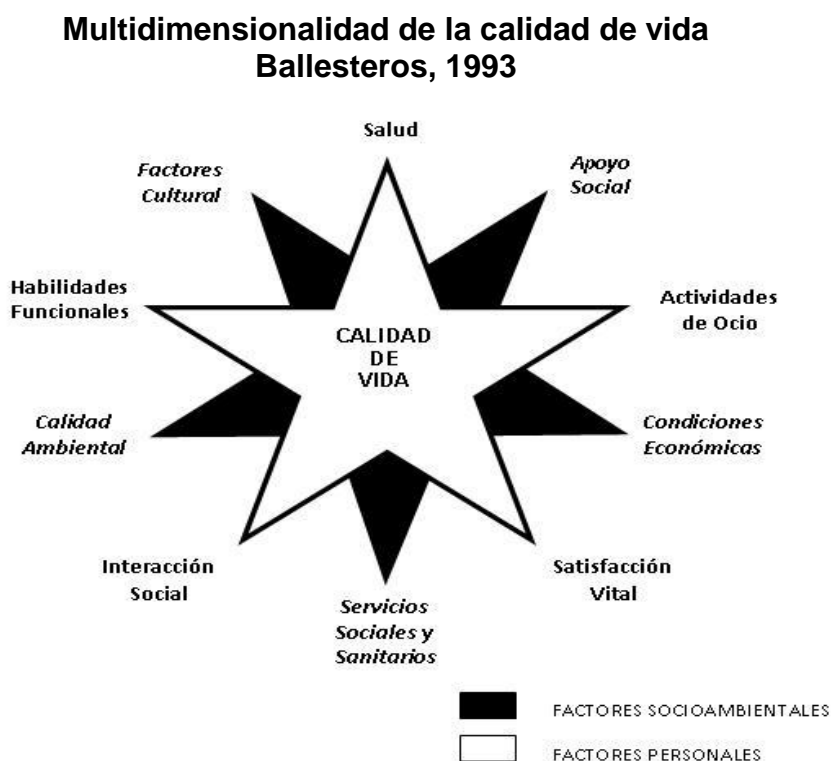 Multidimensionalidad de la calidad de vida
Ballesteros, 1993
Salud
Factores
Cultural
Apoyo
Social
Habilidades
Funcionales
Actividades
de Ocio
CALIDAD
DE
VIDA
Calidad
Ambiental
Condiciones
Económicas
Interacción
Social
Satisfacción
Vital
Servicios
Sociales y
Sanitarios
FACTORES SOCIOAMBIENTALES
FACTORES PERSONALES